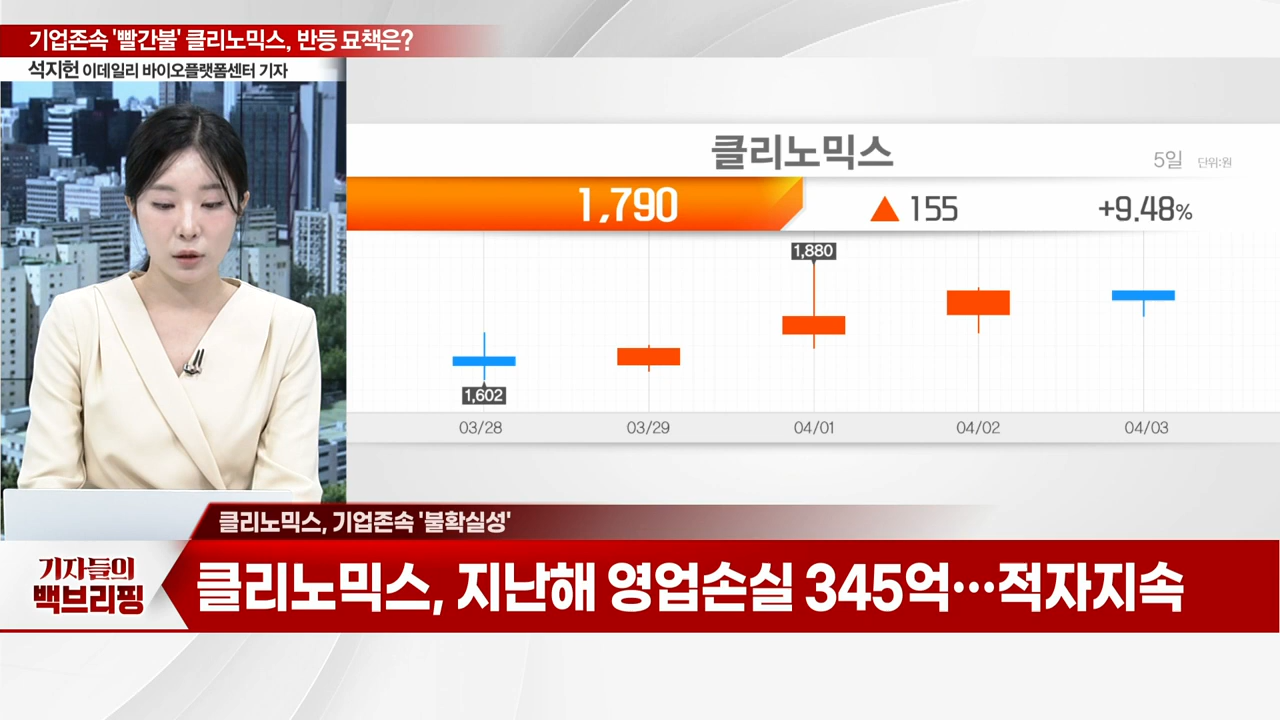 기업존속 '빨간불' 클리노믹스, 반등 묘책은?
석지헌 이데일리 바이오플랫폼센터 기자
클리노믹스
5일 단위:원
1,790 ▲ 155 +9.48%
1,880
1,602
03/28 03/29 04/01 04/02 04/03
클리노믹스, 기업존속 '불확실성'
기자들의
백브리핑
클리노믹스, 지난해 영업손실 345억···적자지속